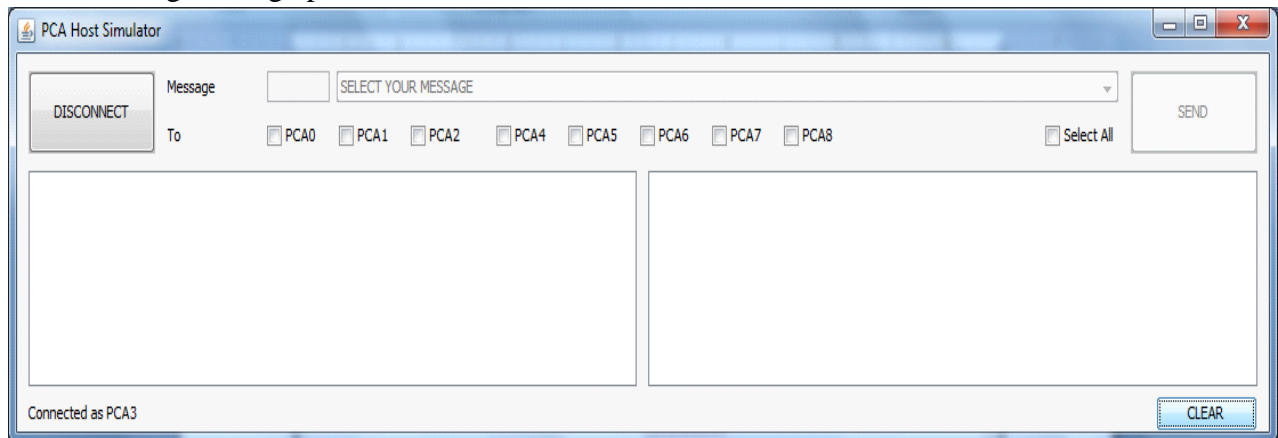 PCA Host Simulator
DISCONNECT
Message
SELECT YOUR MESSAGE
SEND
To
PCA0 PCA1 PCA2 PCA4 PCA5 PCA6 PCA7 PCA8
Select All
Connected as PCA3
CLEAR